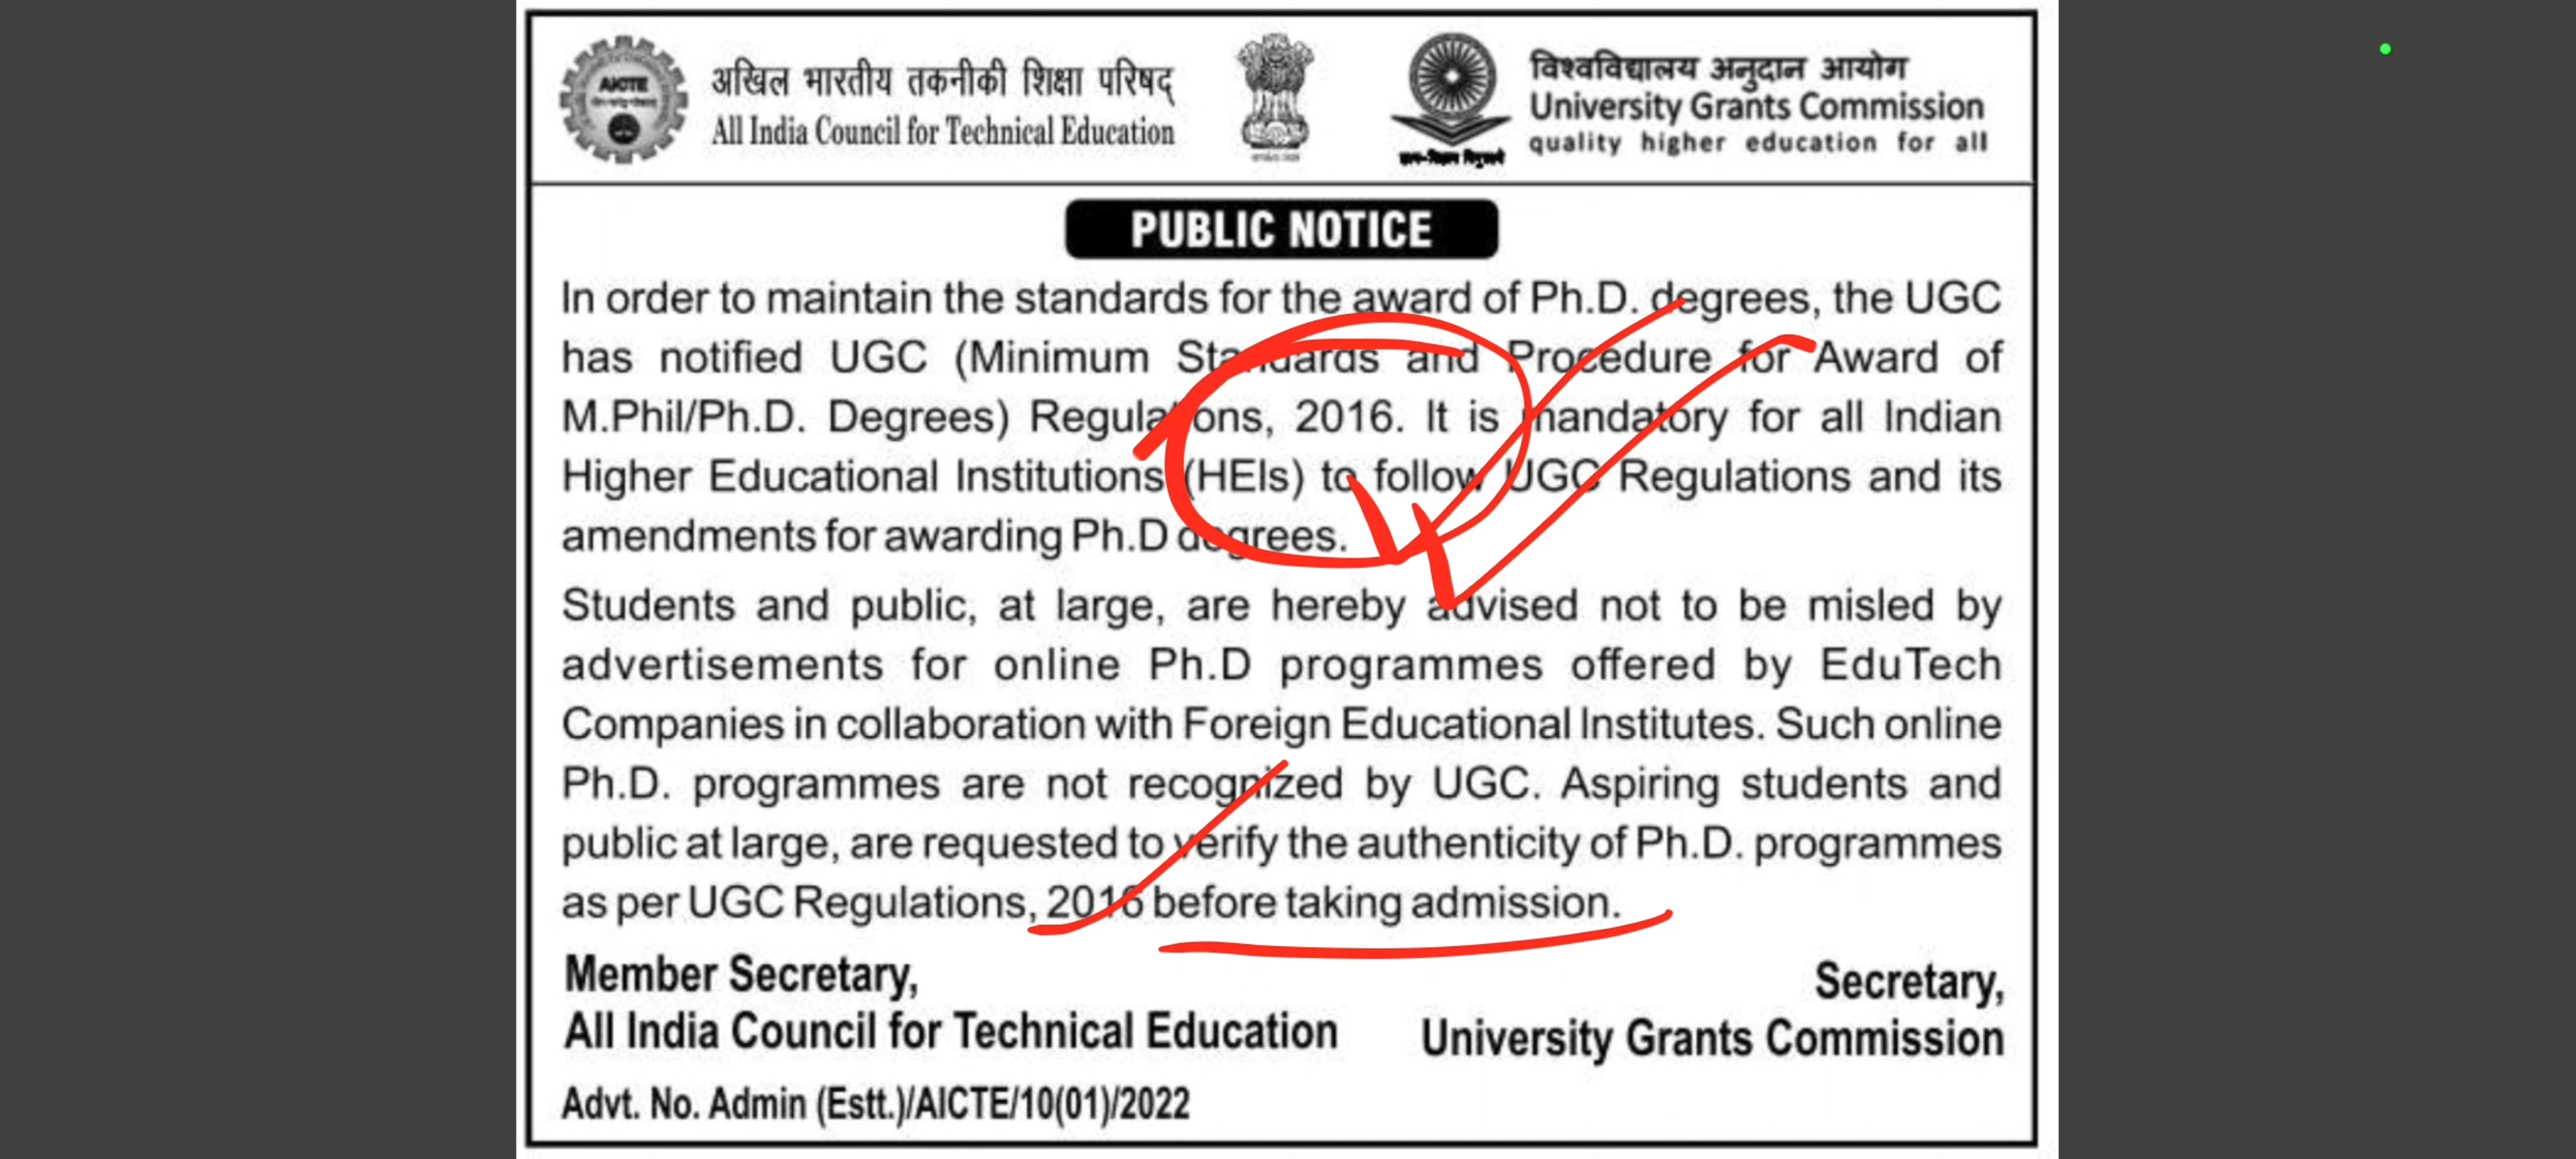 अखिल भारतीय तकनीकी शिक्षा परिषद्
All India Council for Technical Education
विश्वविद्यालय अनुदान आयोग
University Grants Commission
quality higher education for all
AICTE
PUBLIC NOTICE
In order to maintain the standards for the award of Ph.D. degrees, the UGC
has notified UGC (Minimum Standards and Procedure for Award of
M.Phil/Ph.D. Degrees) Regulations, 2016. It is mandatory for all Indian
Higher Educational Institutions (HEIs) to follow UGC Regulations and its
amendments for awarding Ph.D degrees.
Students and public, at large, are hereby advised not to be misled by
advertisements for online Ph.D programmes offered by EduTech
Companies in collaboration with Foreign Educational Institutes. Such online
Ph.D. programmes are not recognized by UGC. Aspiring students and
public at large, are requested to verify the authenticity of Ph.D. programmes
as per UGC Regulations, 2016 before taking admission.
Member Secretary,
All India Council for Technical Education
Secretary,
University Grants Commission
Advt. No. Admin (Estt.)/AICTE/10(01)/2022